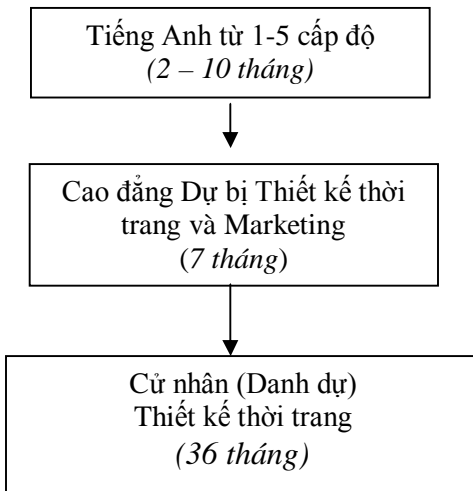 Tiếng Anh từ 1-5 cấp độ
(2 – 10 tháng)
Cao đẳng Dự bị Thiết kế thời
trang và Marketing
(7 tháng)
Cử nhân (Danh dự)
Thiết kế thời trang
(36 tháng)